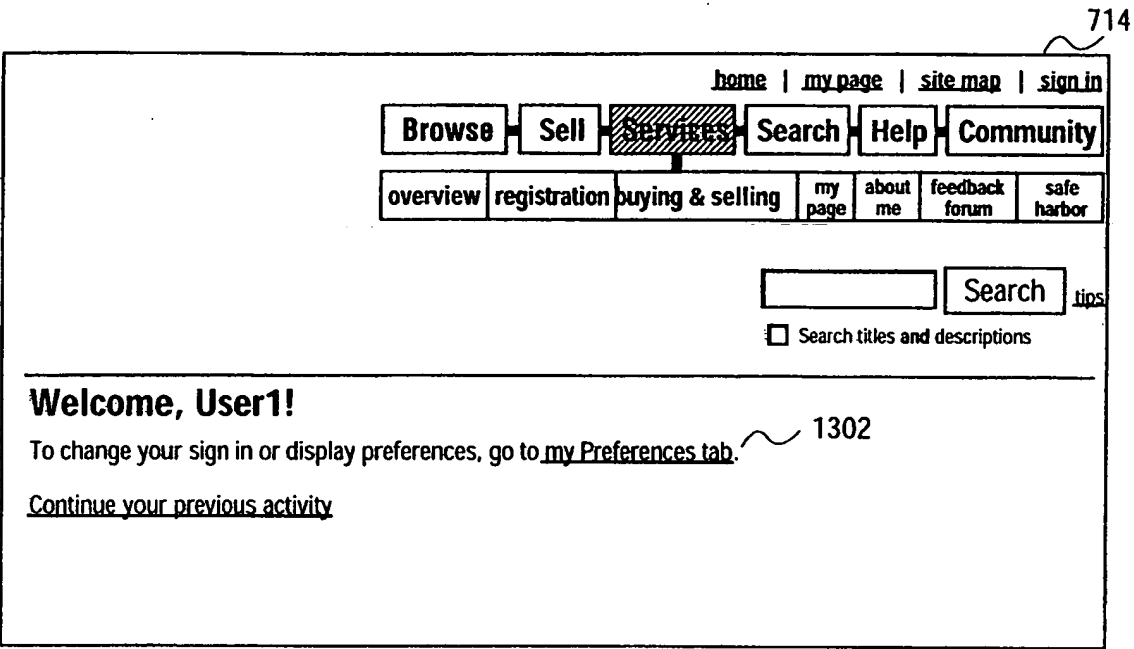 714
home | my page | site map | sign in
Browse Sell Services Search Help Community
overview registration buying & selling my page about me feedback forum safe harbor
Search tips
Search titles and descriptions
Welcome, User1!
To change your sign in or display preferences, go to my Preferences tab. 1302
Continue your previous activity